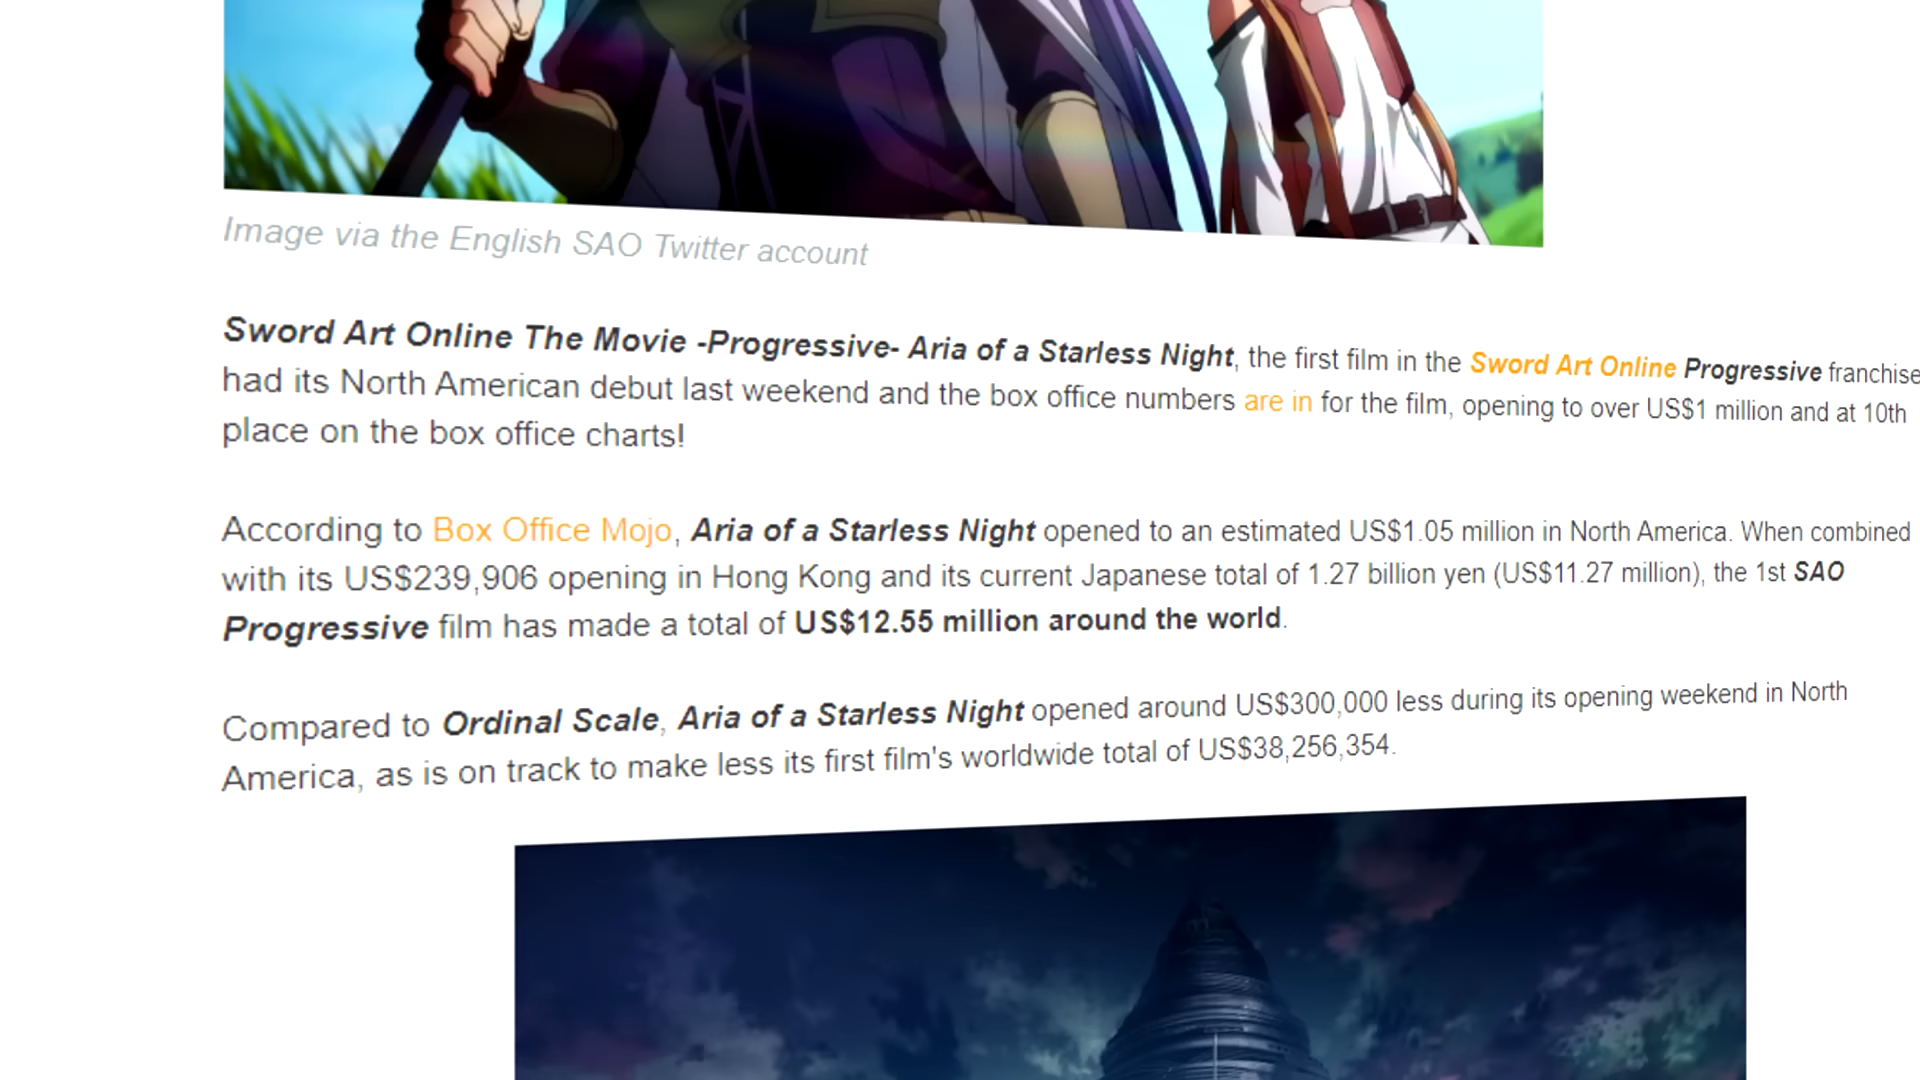 Image via the English SAO Twitter account
Sword Art Online The Movie -Progressive- Aria of a Starless Night, the first film in the Sword Art Online Progressive franchise
had its North American debut last weekend and the box office numbers are in for the film, opening to over US$1 million and at 10th
place on the box office charts!
According to Box Office Mojo, Aria of a Starless Night opened to an estimated US$1.05 million in North America. When combined
with its US$239,906 opening in Hong Kong and its current Japanese total of 1.27 billion yen (US$11.27 million), the 1st SAO
Progressive film has made a total of US$12.55 million around the world.
Compared to Ordinal Scale, Aria of a Starless Night opened around US$300,000 less during its opening weekend in North
America, as is on track to make less its first film's worldwide total of US$38,256,354.